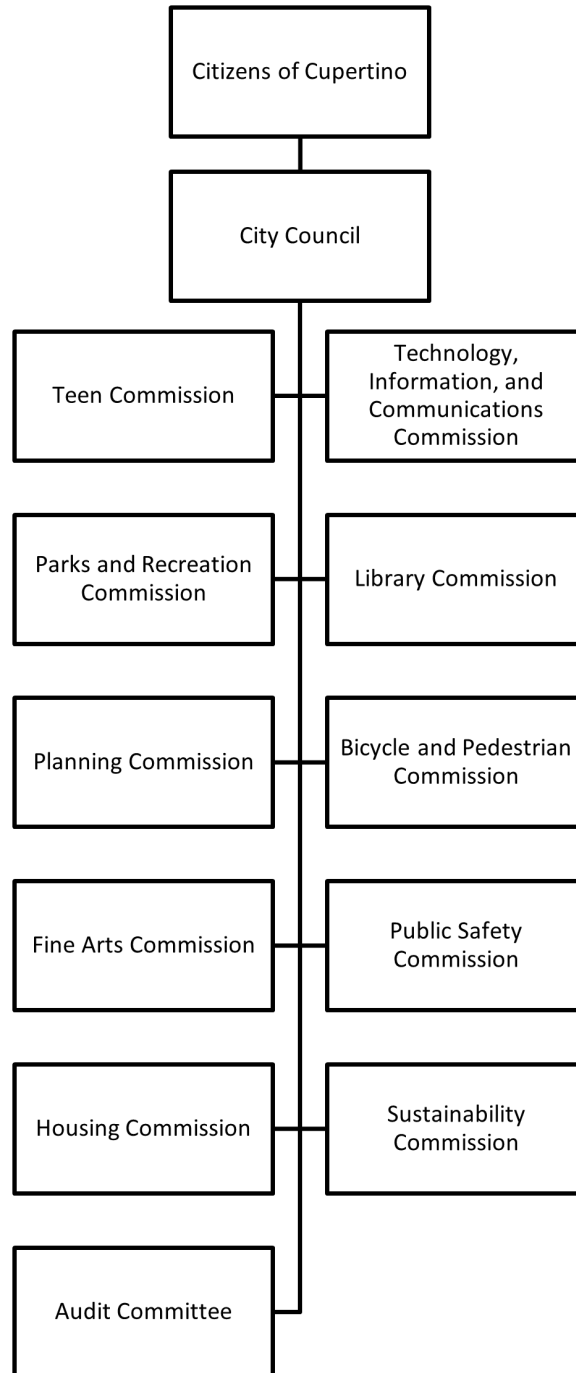 Citizens of Cupertino
City Council
Teen Commission
Technology,
Information, and
Communications
Commission
Parks and Recreation
Commission
Library Commission
Planning Commission
Bicycle and Pedestrian
Commission
Fine Arts Commission
Public Safety
Commission
Housing Commission
Sustainability
Commission
Audit Committee